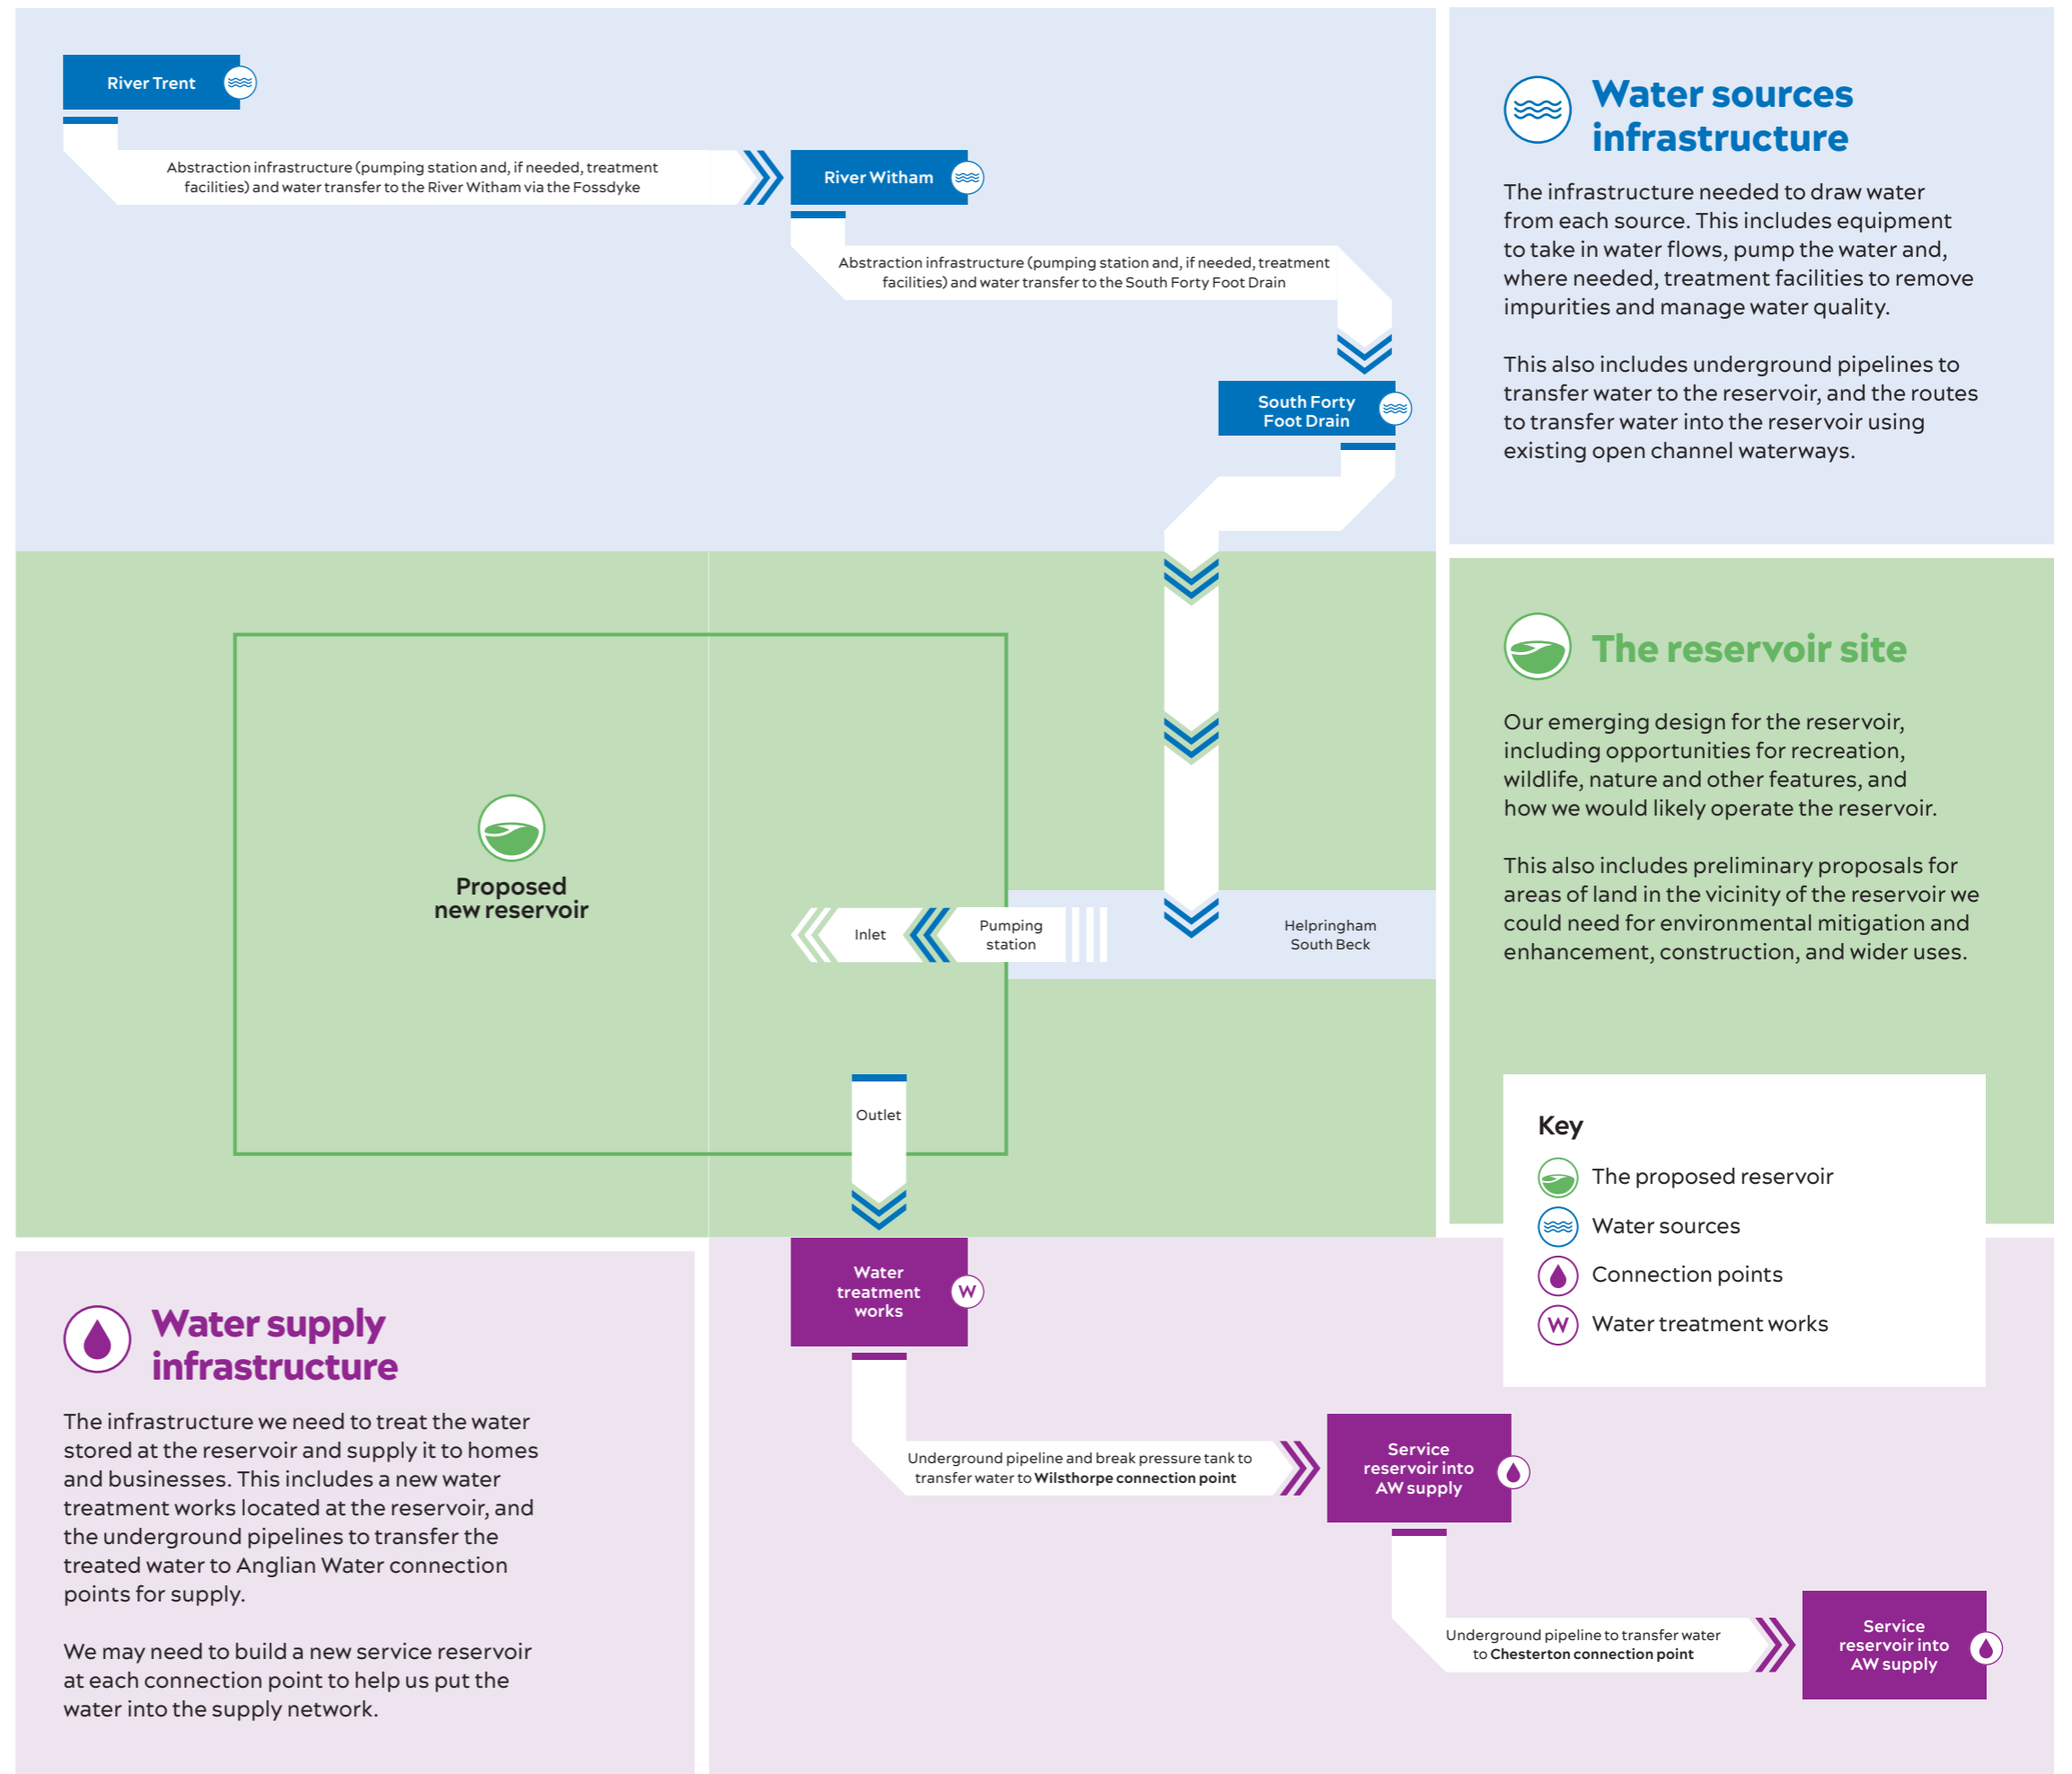 River Trent
Abstraction infrastructure (pumping station and, if needed, treatment
facilities) and water transfer to the River Witham via the Fossdyke
River Witham
Abstraction infrastructure (pumping station and, if needed, treatment
facilities) and water transfer to the South Forty Foot Drain
South Forty
Foot Drain
Water sources
infrastructure
The infrastructure needed to draw water
from each source. This includes equipment
to take in water flows, pump the water and,
where needed, treatment facilities to remove
impurities and manage water quality.
This also includes underground pipelines to
transfer water to the reservoir, and the routes
to transfer water into the reservoir using
existing open channel waterways.
Proposed
new reservoir
Inlet
Pumping
station
Helpringham
South Beck
Outlet
The reservoir site
Our emerging design for the reservoir,
including opportunities for recreation,
wildlife, nature and other features, and
how we would likely operate the reservoir.
This also includes preliminary proposals for
areas of land in the vicinity of the reservoir we
could need for environmental mitigation and
enhancement, construction, and wider uses.
Key
The proposed reservoir
Water sources
Connection points
W
Water treatment works
Water supply
infrastructure
The infrastructure we need to treat the water
stored at the reservoir and supply it to homes
and businesses. This includes a new water
treatment works located at the reservoir, and
the underground pipelines to transfer the
treated water to Anglian Water connection
points for supply.
We may need to build a new service reservoir
at each connection point to help us put the
water into the supply network.
Water
treatment
works
W
Underground pipeline and break pressure tank to
transfer water to Wilsthorpe connection point
Service
reservoir into
AW supply
Underground pipeline to transfer water
to Chesterton connection point
Service
reservoir into
AW supply